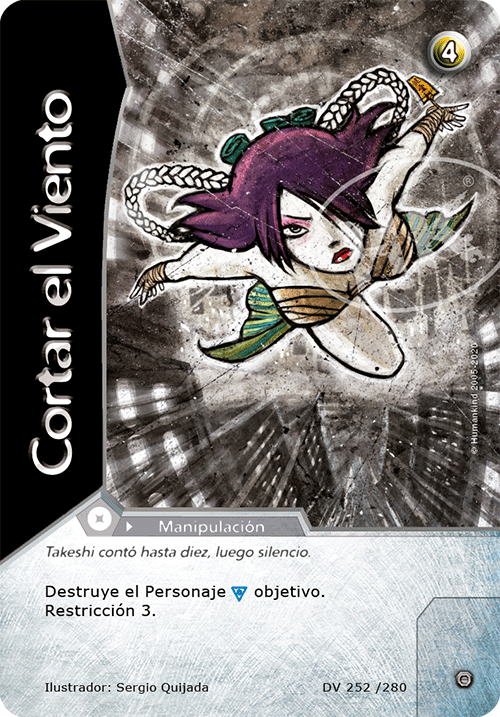 4
Cortar el Viento
®
© Humankind 2005-2020
Manipulación
Takeshi contó hasta diez, luego silencio.
Destruye el Personaje objetivo.
Restricción 3.
Ilustrador: Sergio Quijada
DV 252 /280